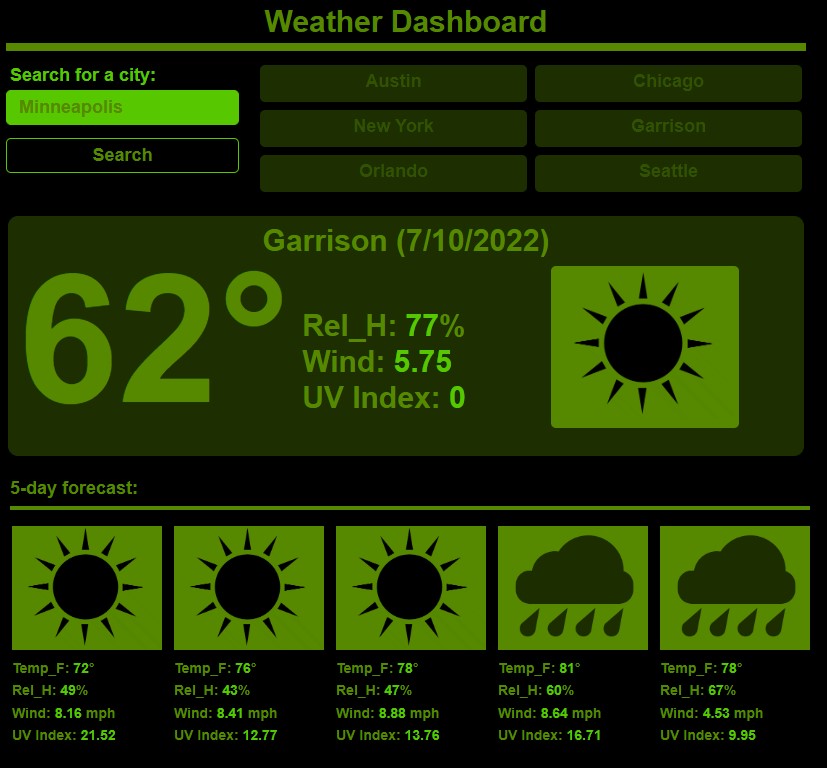 Weather Dashboard
Search for a city:
Minneapolis
Search
Austin
Chicago
New York
Garrison
Orlando
Seattle
Garrison (7/10/2022)
62°
Rel_H: 77%
Wind: 5.75
UV Index: 0
5-day forecast:
Temp_F: 72°
Rel_H: 49%
Wind: 8.16 mph
UV Index: 21.52
Temp_F: 76°
Rel_H: 43%
Wind: 8.41 mph
UV Index: 12.77
Temp_F: 78°
Rel_H: 47%
Wind: 8.88 mph
UV Index: 13.76
Temp_F: 81°
Rel_H: 60%
Wind: 8.64 mph
UV Index: 16.71
Temp_F: 78°
Rel_H: 67%
Wind: 4.53 mph
UV Index: 9.95